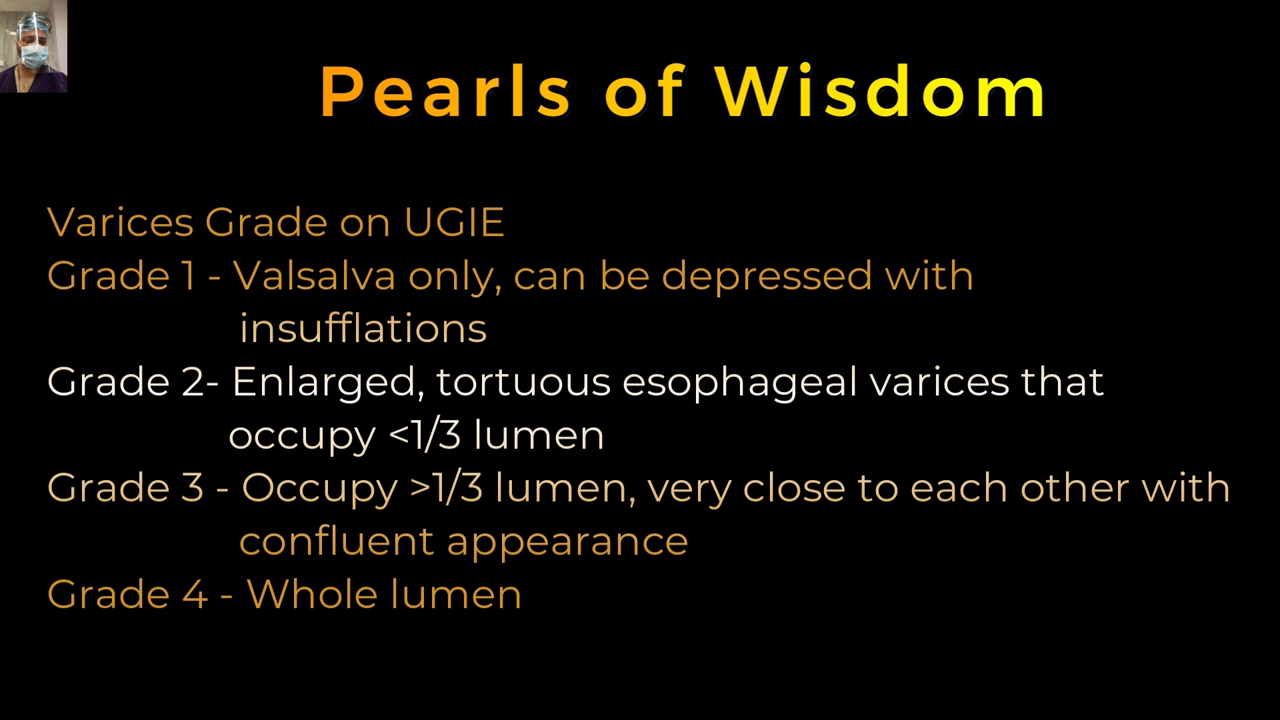 Pearls of Wisdom
Varices Grade on UGIE
Grade 1 - Valsalva only, can be depressed with
insufflations
Grade 2- Enlarged, tortuous esophageal varices that
occupy <1/3 lumen
Grade 3 - Occupy >1/3 lumen, very close to each other with
confluent appearance
Grade 4 - Whole lumen